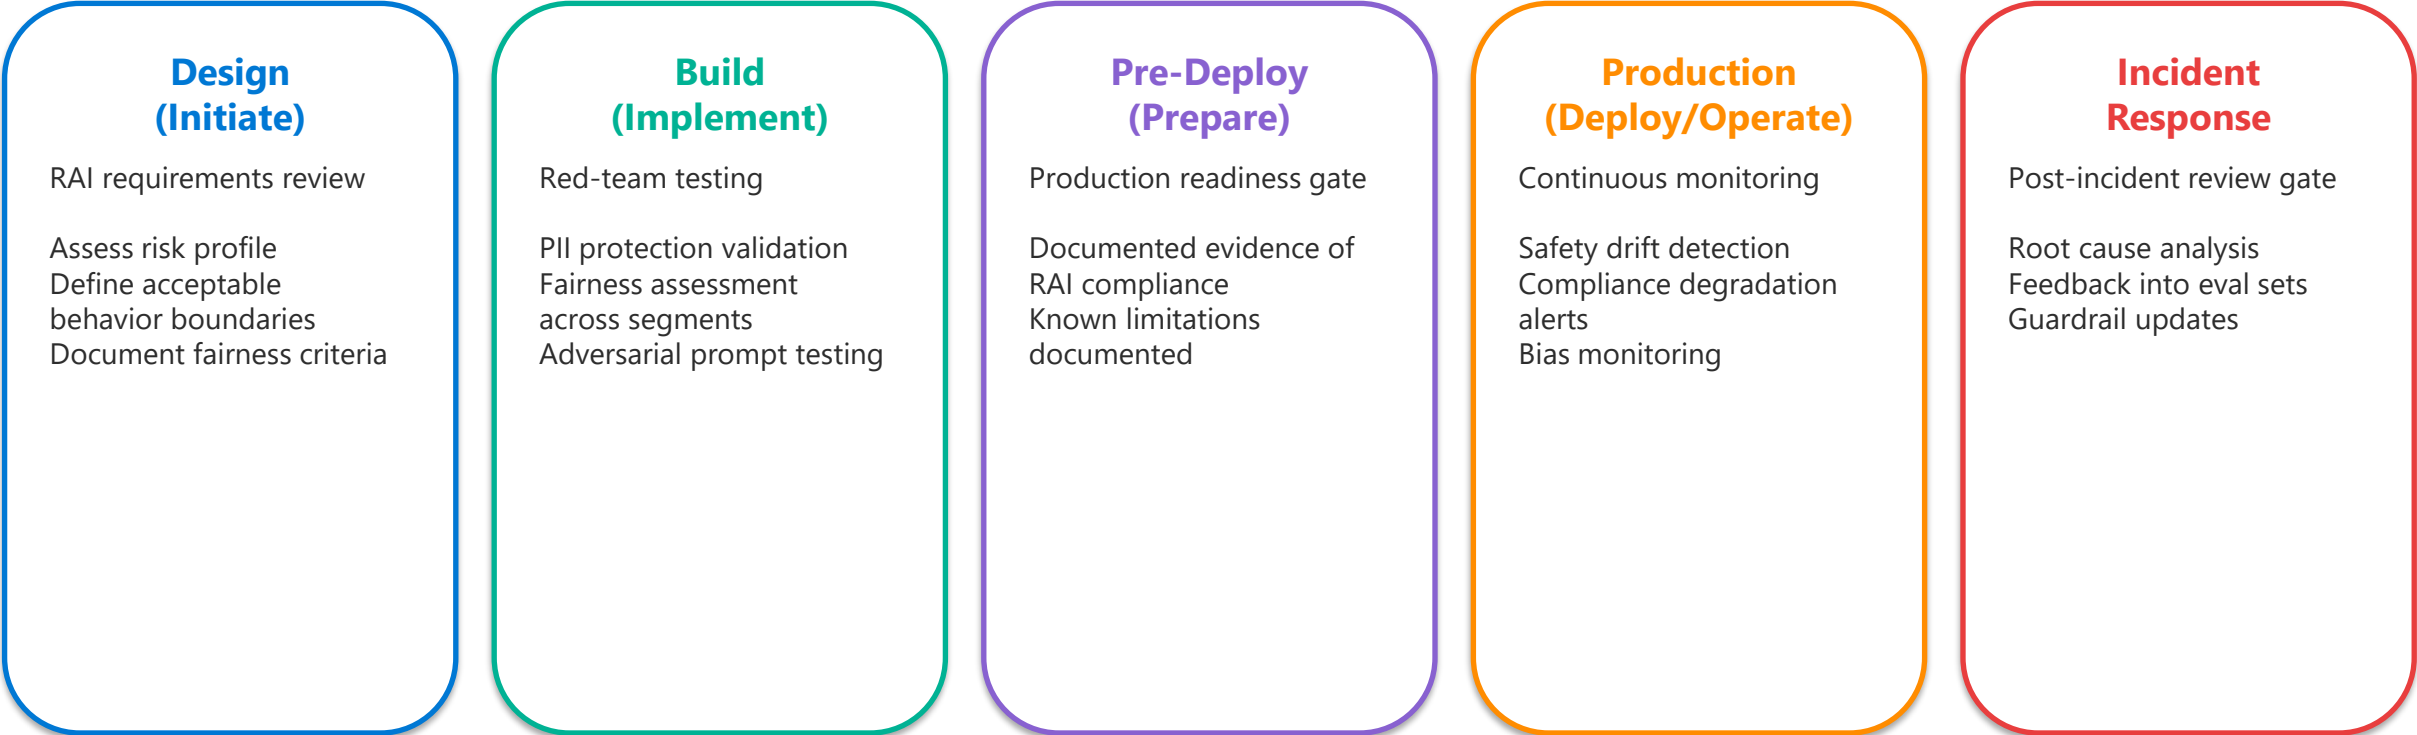 Design
(Initiate)
RAI requirements review
Assess risk profile
Define acceptable
behavior boundaries
Document fairness criteria
Build
(Implement)
Red-team testing
PII protection validation
Fairness assessment
across segments
Adversarial prompt testing
Pre-Deploy
(Prepare)
Production readiness gate
Documented evidence of
RAI compliance
Known limitations
documented
Production
(Deploy/Operate)
Continuous monitoring
Safety drift detection
Compliance degradation
alerts
Bias monitoring
Incident
Response
Post-incident review gate
Root cause analysis
Feedback into eval sets
Guardrail updates